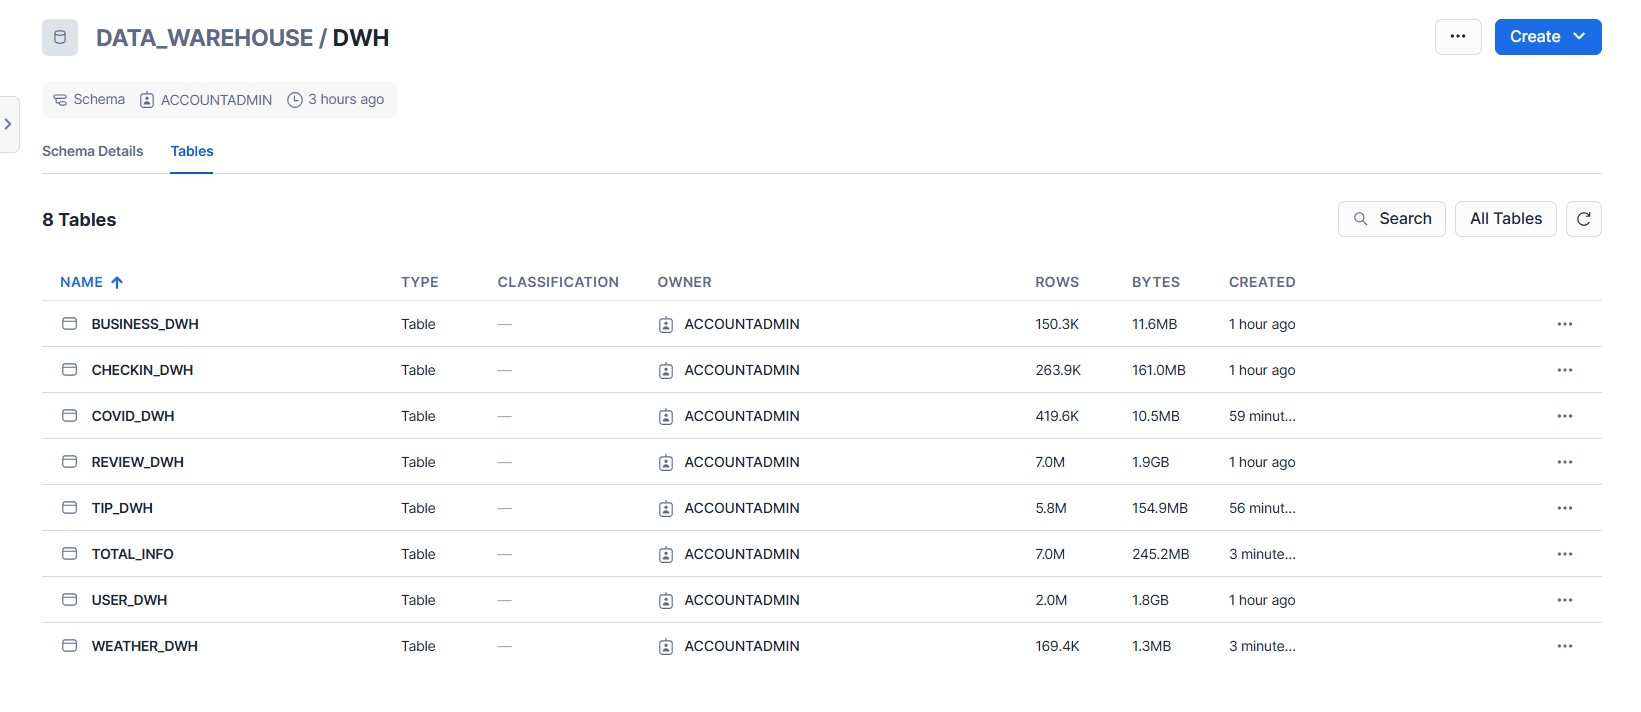 DATA_WAREHOUSE / DWH
Create
Schema ACCOUNTADMIN 3 hours ago
Schema Details Tables
8 Tables
Search All Tables
NAME TYPE CLASSIFICATION OWNER ROWS BYTES CREATED
BUSINESS_DWH Table — ACCOUNTADMIN 150.3K 11.6MB 1 hour ago
CHECKIN_DWH Table — ACCOUNTADMIN 263.9K 161.0MB 1 hour ago
COVID_DWH Table — ACCOUNTADMIN 419.6K 10.5MB 59 minut...
REVIEW_DWH Table — ACCOUNTADMIN 7.0M 1.9GB 1 hour ago
TIP_DWH Table — ACCOUNTADMIN 5.8M 154.9MB 56 minut...
TOTAL_INFO Table — ACCOUNTADMIN 7.0M 245.2MB 3 minute...
USER_DWH Table — ACCOUNTADMIN 2.0M 1.8GB 1 hour ago
WEATHER_DWH Table — ACCOUNTADMIN 169.4K 1.3MB 3 minute...